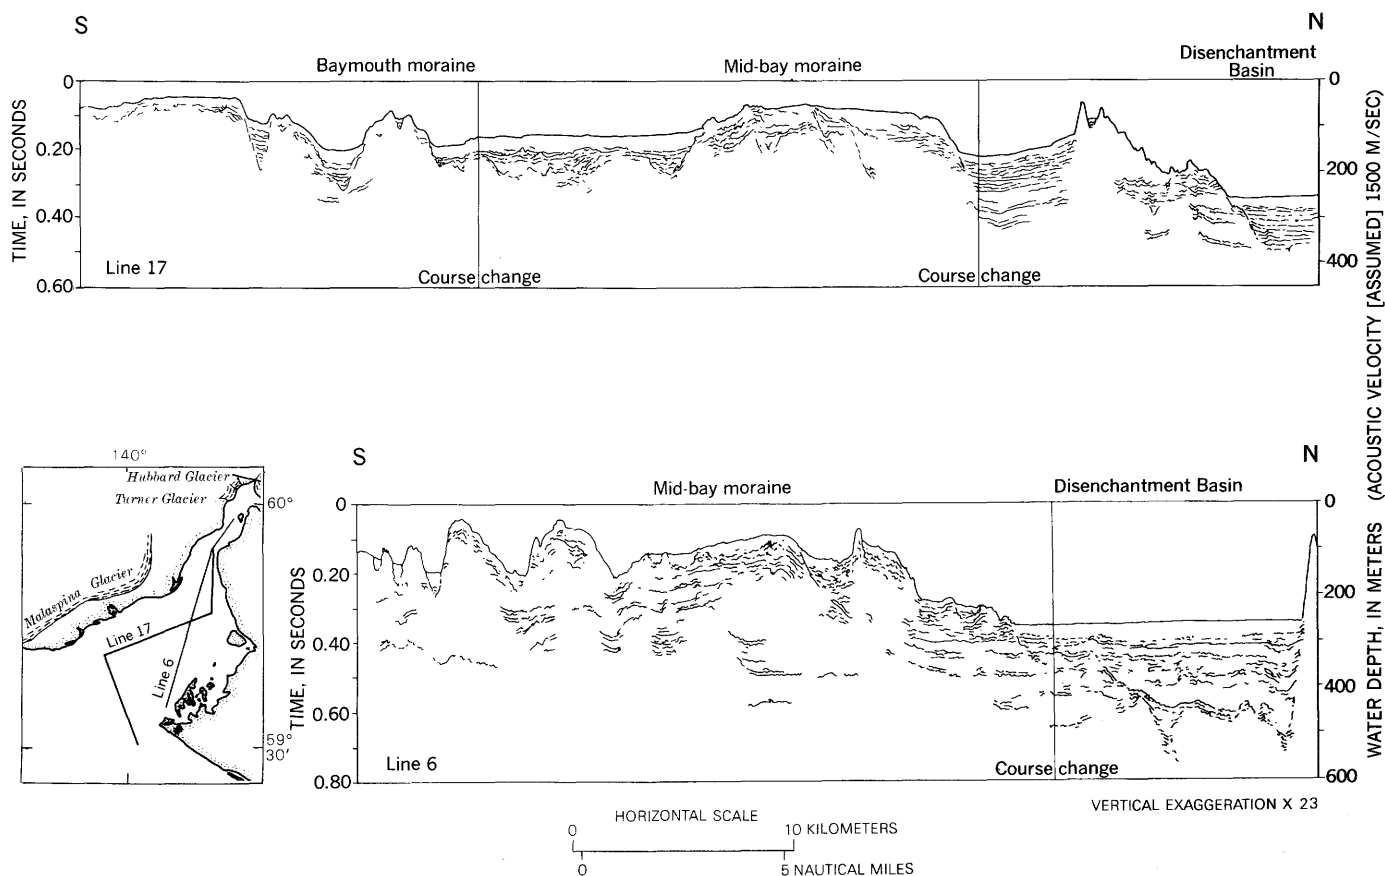 S
N
Baymouth moraine
Mid-bay moraine
Disenchantment
Basin
0
0.20
0.40
0.60
TIME, IN SECONDS
0
200
400
Line 17
Course change
Course change
WATER DEPTH, IN METERS (ACOUSTIC VELOCITY [ASSUMED] 1500 M/SEC)
140°
Hubbard Glacier
Turner Glacier
60°
Malaspina Glacier
Line 17
Line 6
59°
30'
S
N
Mid-bay moraine
Disenchantment Basin
0
0.20
0.40
0.60
0.80
TIME, IN SECONDS
0
200
400
600
Line 6
Course change
VERTICAL EXAGGERATION X 23
HORIZONTAL SCALE
0 10 KILOMETERS
0 5 NAUTICAL MILES